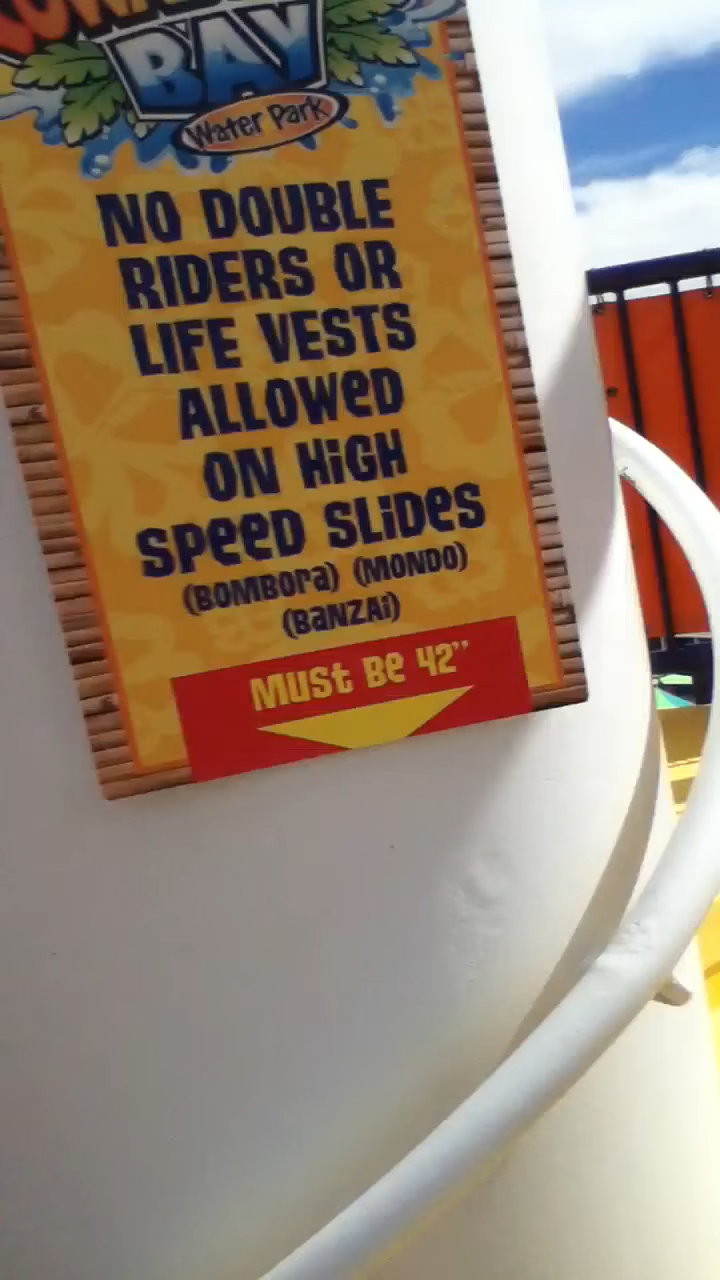 BAY
Water Park
NO DOUBLE
RIDERS OR
LIFE VESTS
ALLOWED
ON HIGH
SPEED SLIDES
(BOMBORA) (MONDO)
(BANZAI)
MUST BE 42"